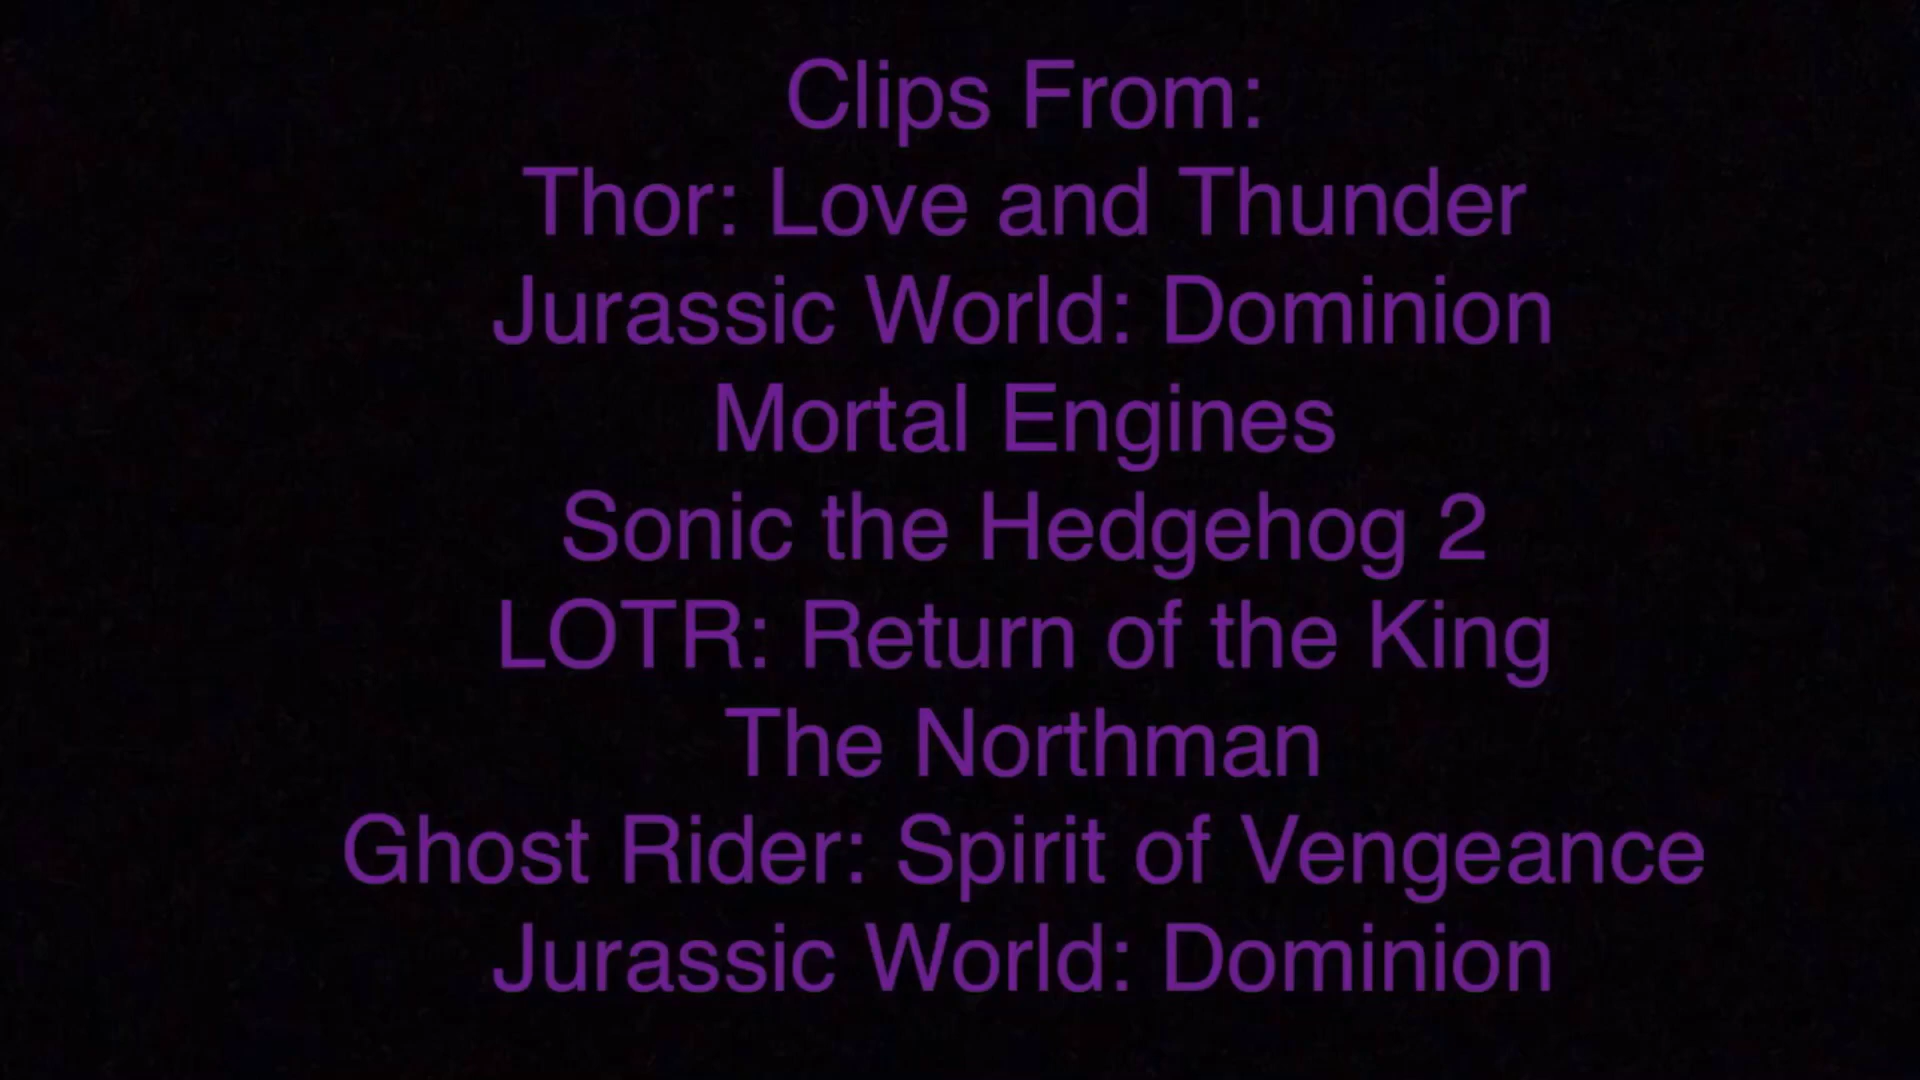 Clips From:
Thor: Love and Thunder
Jurassic World: Dominion
Mortal Engines
Sonic the Hedgehog 2
LOTR: Return of the King
The Northman
Ghost Rider: Spirit of Vengeance
Jurassic World: Dominion